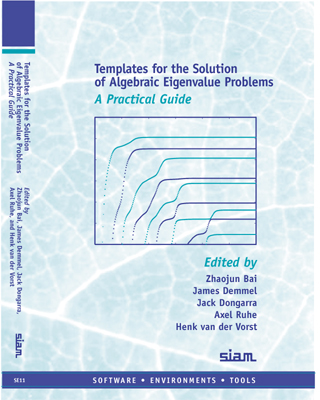 Templates for the Solution
of Algebraic Eigenvalue Problems
A Practical Guide
Edited by
Zhaojun Bai, James Demmel, Jack Dongarra,
Axel Ruhe, and Henk van der Vorst
siam
SE11
Templates for the Solution
of Algebraic Eigenvalue Problems
A Practical Guide
Edited by
Zhaojun Bai
James Demmel
Jack Dongarra
Axel Ruhe
Henk van der Vorst
siam
SOFTWARE • ENVIRONMENTS • TOOLS